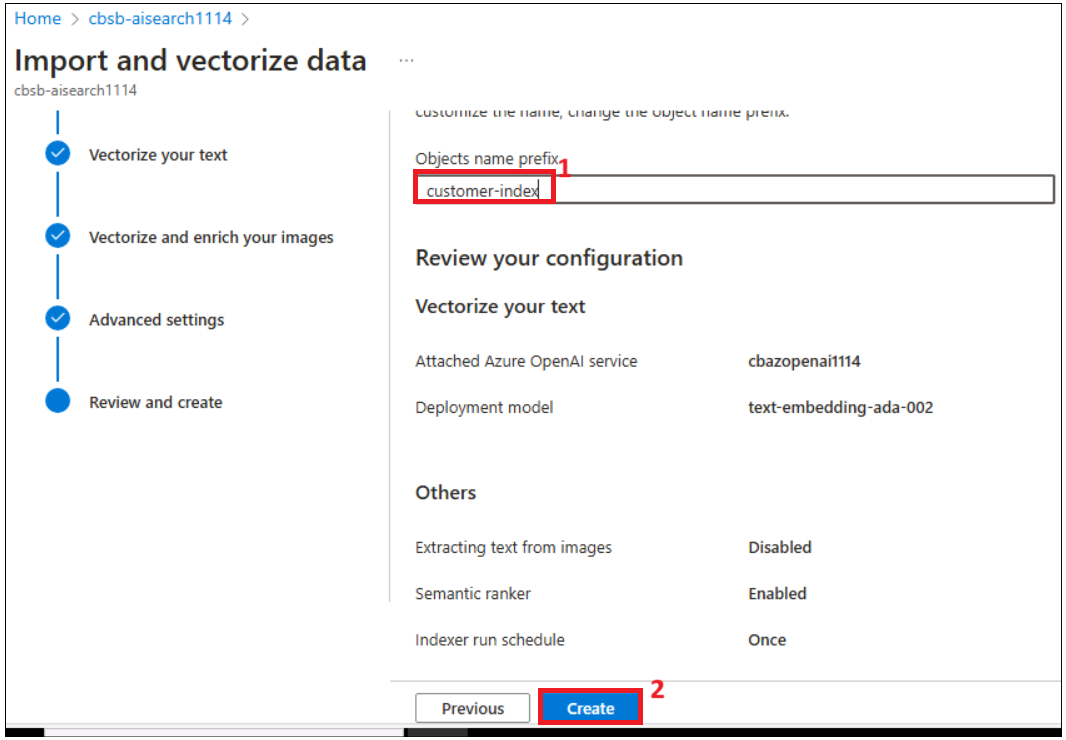 Home > cbsb-aisearch1114 >
Import and vectorize data ...
cbsb-aisearch1114
Vectorize your text
Vectorize and enrich your images
Advanced settings
Review and create
customize the name, change the object name prefix.
Objects name prefix
1
customer-index
Review your configuration
Vectorize your text
Attached Azure OpenAI service cbazopenai1114
Deployment model text-embedding-ada-002
Others
Extracting text from images Disabled
Semantic ranker Enabled
Indexer run schedule Once
2
Previous Create